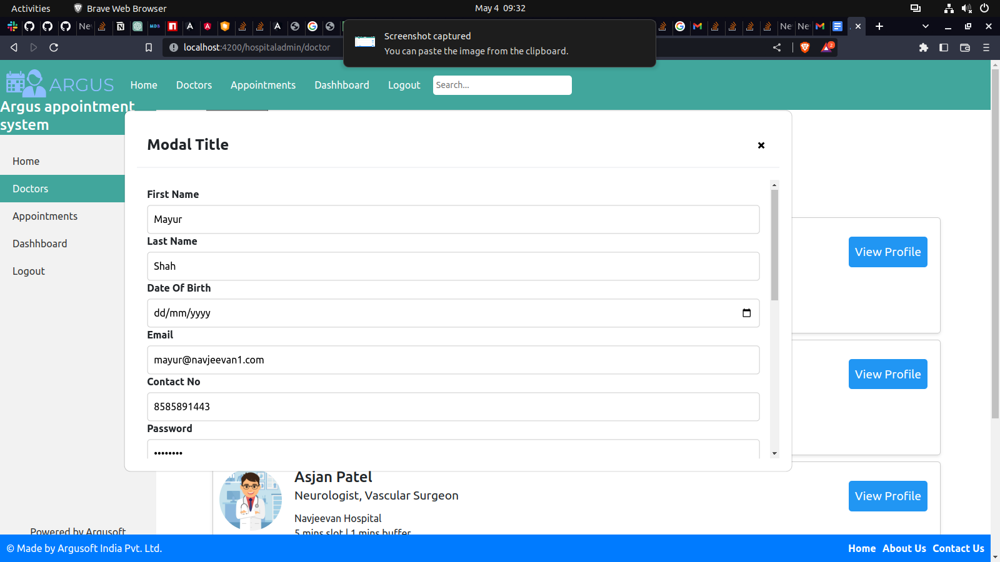 Activities
Brave Web Browser
May 4 09:32
Screenshot captured
You can paste the image from the clipboard.
localhost:4200/hospitaladmin/doctor
2
ARGUS
Home
Doctors
Appointments
Dashhboard
Logout
Search...
Argus appointment
system
Home
Doctors
Appointments
Dashhboard
Logout
Powered by Argusoft
Modal Title
First Name
Mayur
Last Name
Shah
Date Of Birth
dd/mm/yyyy
Email
mayur@navjeevan1.com
Contact No
8585891443
Password
••••••••
View Profile
View Profile
Asjan Patel
Neurologist, Vascular Surgeon
Navjeevan Hospital
5 mins slot | 1 mins buffer
View Profile
© Made by Argusoft India Pvt. Ltd.
Home About Us Contact Us